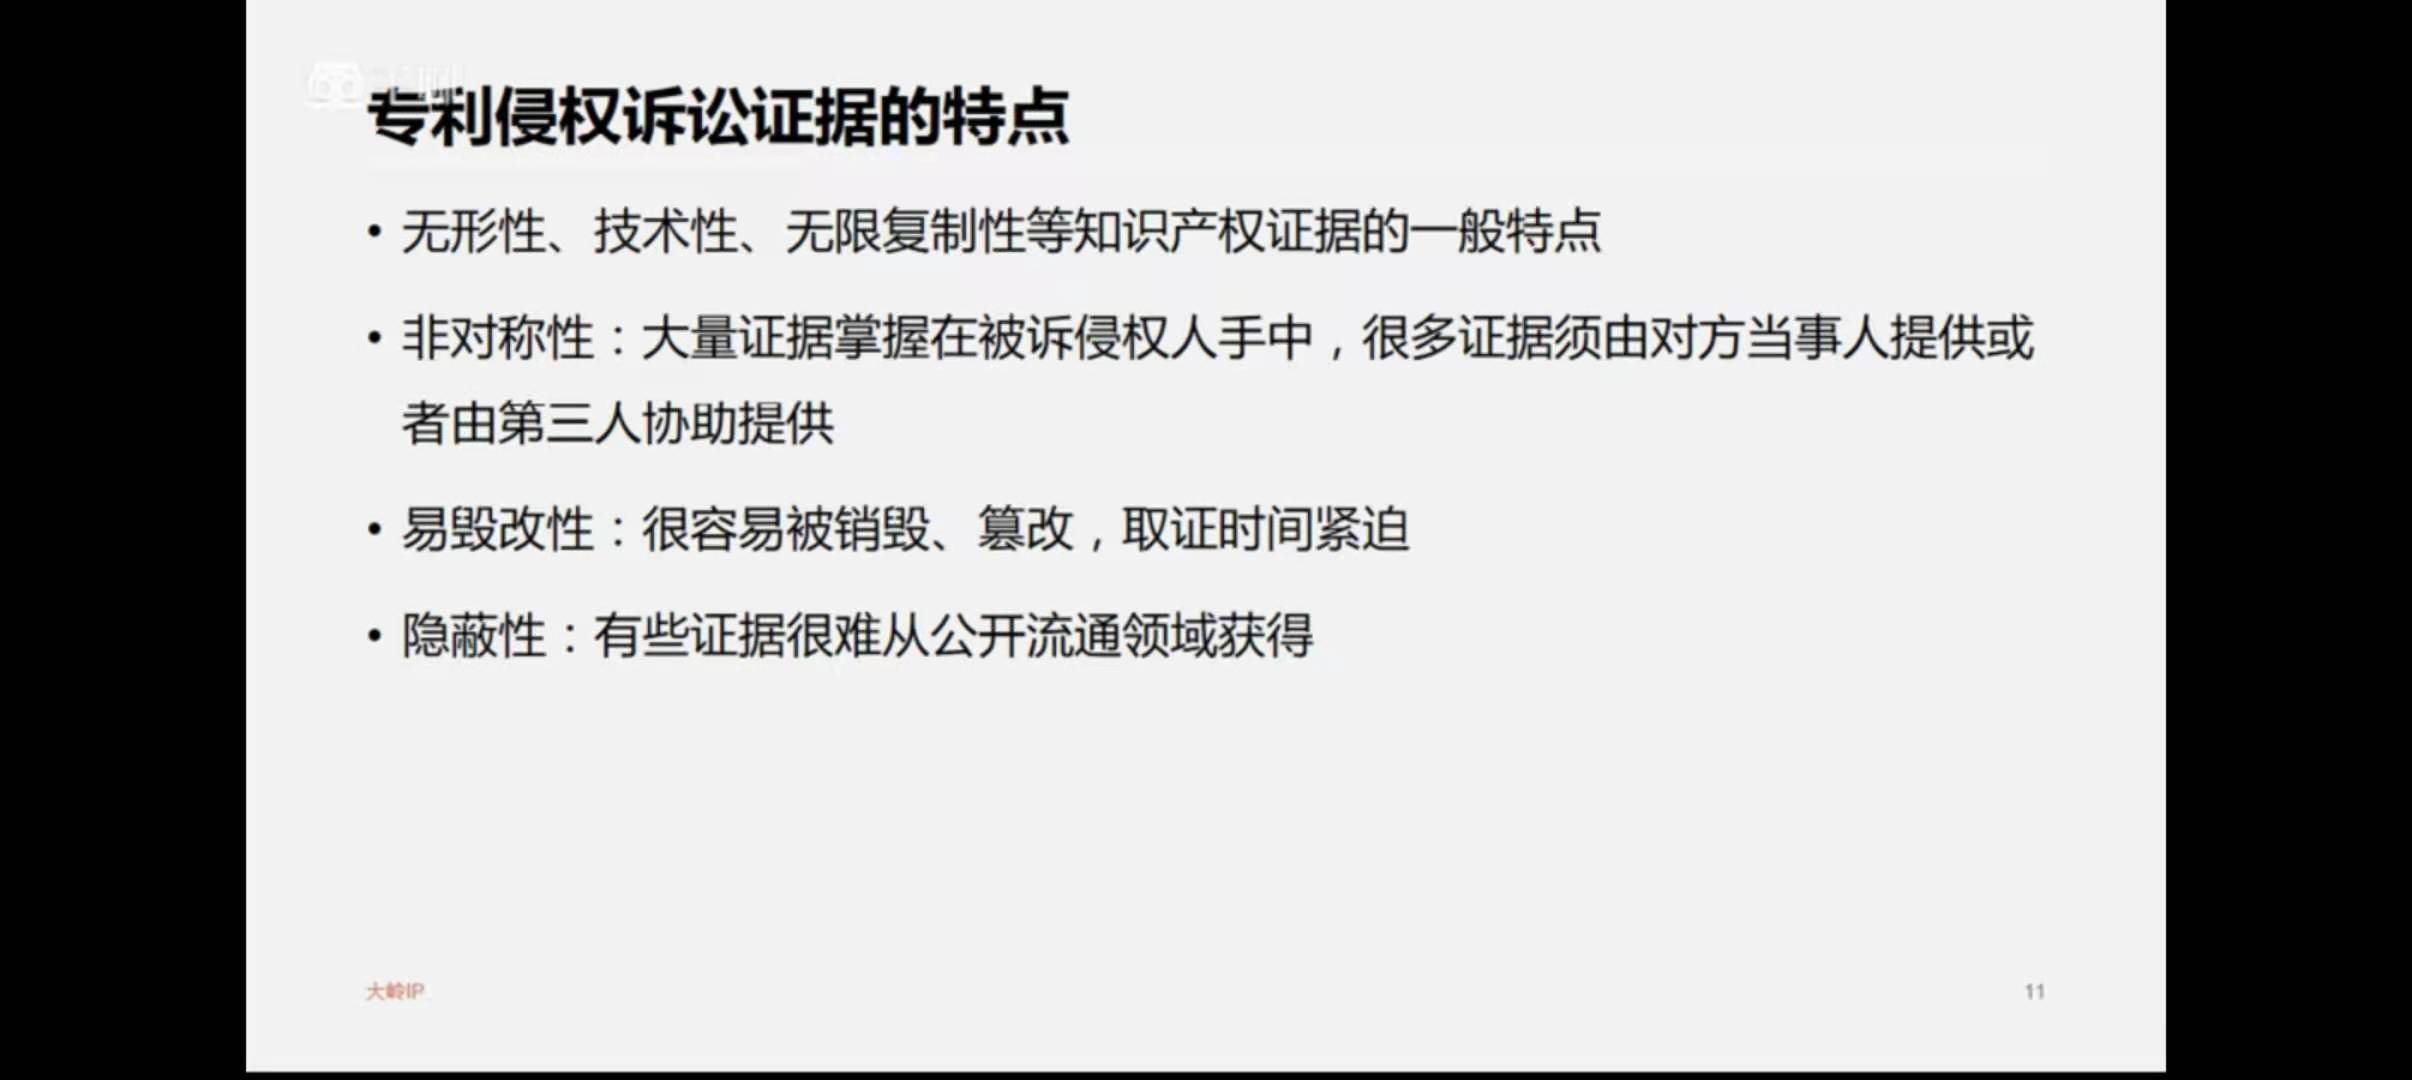 专利侵权诉讼证据的特点
• 无形性、技术性、无限复制性等知识产权证据的一般特点
• 非对称性：大量证据掌握在被诉侵权人手中，很多证据须由对方当事人提供或
者由第三人协助提供
• 易毁改性：很容易被销毁、篡改，取证时间紧迫
• 隐蔽性：有些证据很难从公开流通领域获得
大岭IP
11